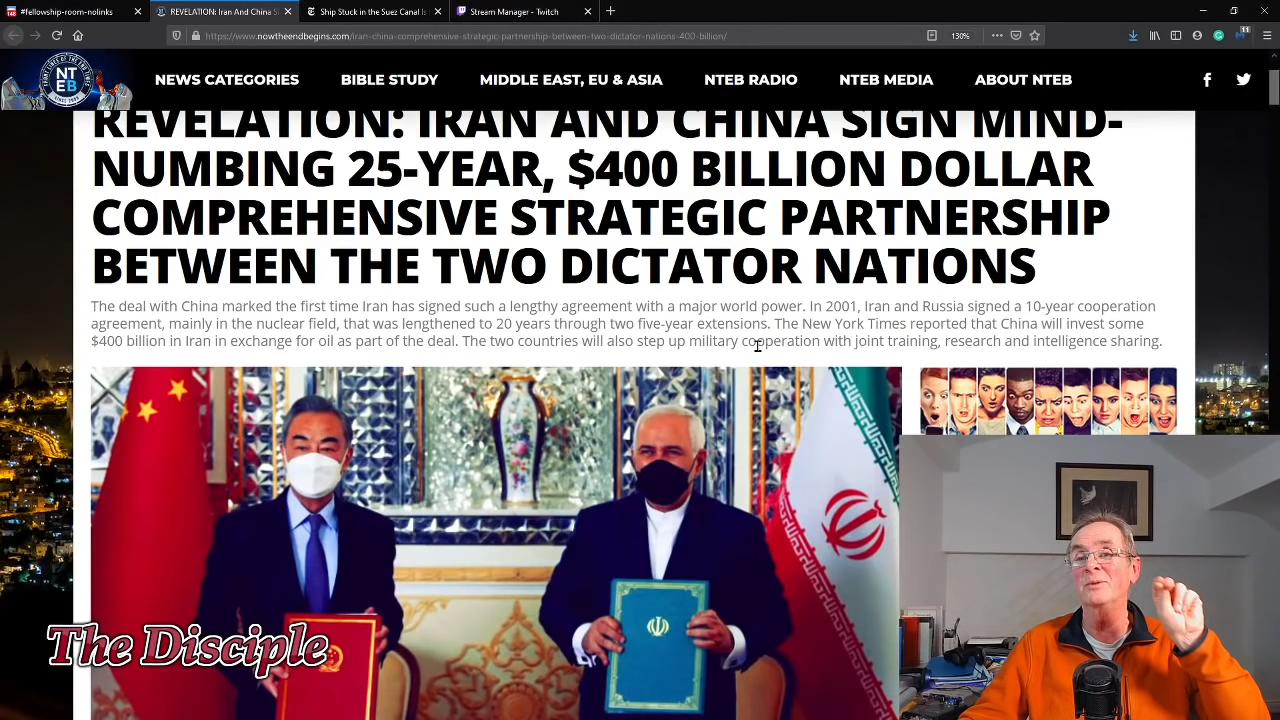 #fellowship-room-nolinks
REVELATION: Iran And China S
Ship Stuck in the Suez Canal Is
Stream Manager - Twitch
https://www.nowtheendbegins.com/iran-china-comprehensive-strategic-partnership-between-two-dictator-nations-400-billion/
130%
11
NTEB
NEWS CATEGORIES
BIBLE STUDY
MIDDLE EAST, EU & ASIA
NTEB RADIO
NTEB MEDIA
ABOUT NTEB
REVELATION: IRAN AND CHINA SIGN MIND-
NUMBING 25-YEAR, $400 BILLION DOLLAR
COMPREHENSIVE STRATEGIC PARTNERSHIP
BETWEEN THE TWO DICTATOR NATIONS
The deal with China marked the first time Iran has signed such a lengthy agreement with a major world power. In 2001, Iran and Russia signed a 10-year cooperation
agreement, mainly in the nuclear field, that was lengthened to 20 years through two five-year extensions. The New York Times reported that China will invest some
$400 billion in Iran in exchange for oil as part of the deal. The two countries will also step up military cooperation with joint training, research and intelligence sharing.
The Disciple